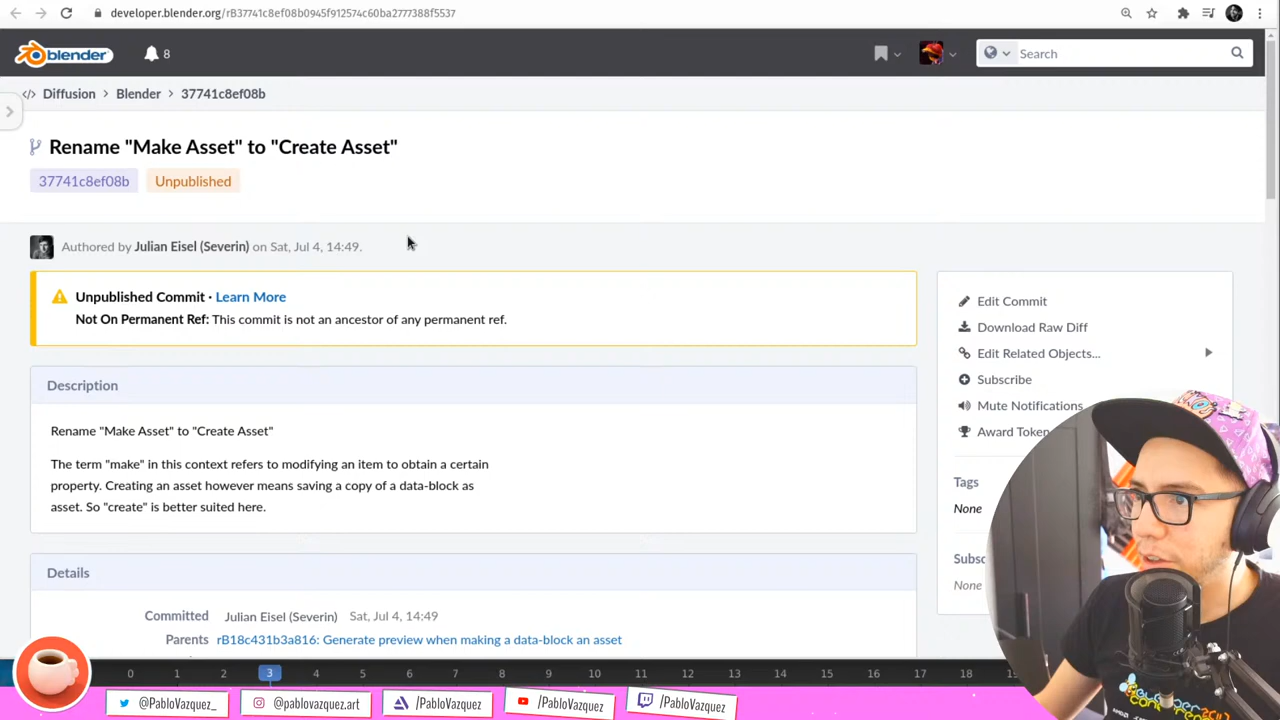 developer.blender.org/rB37741c8ef08b0945f912574c60ba2777388f5537
blender
8
Search
Diffusion > Blender > 37741c8ef08b
Rename "Make Asset" to "Create Asset"
37741c8ef08b Unpublished
Authored by Julian Eisel (Severin) on Sat, Jul 4, 14:49.
Unpublished Commit · Learn More
Not On Permanent Ref: This commit is not an ancestor of any permanent ref.
Edit Commit
Download Raw Diff
Edit Related Objects...
Subscribe
Mute Notifications
Award Token
Description
Rename "Make Asset" to "Create Asset"
The term "make" in this context refers to modifying an item to obtain a certain
property. Creating an asset however means saving a copy of a data-block as
asset. So "create" is better suited here.
Tags
None
Subsc
None
Details
Committed Julian Eisel (Severin) Sat, Jul 4, 14:49
Parents rB18c431b3a816: Generate preview when making a data-block an asset
0 1 2 3 4 5 6 7 8 9 10 11 12 13 14 15 16 17 18
@PabloVazquez_ @pablovazquez.art /PabloVazquez /PabloVazquez /PabloVazquez